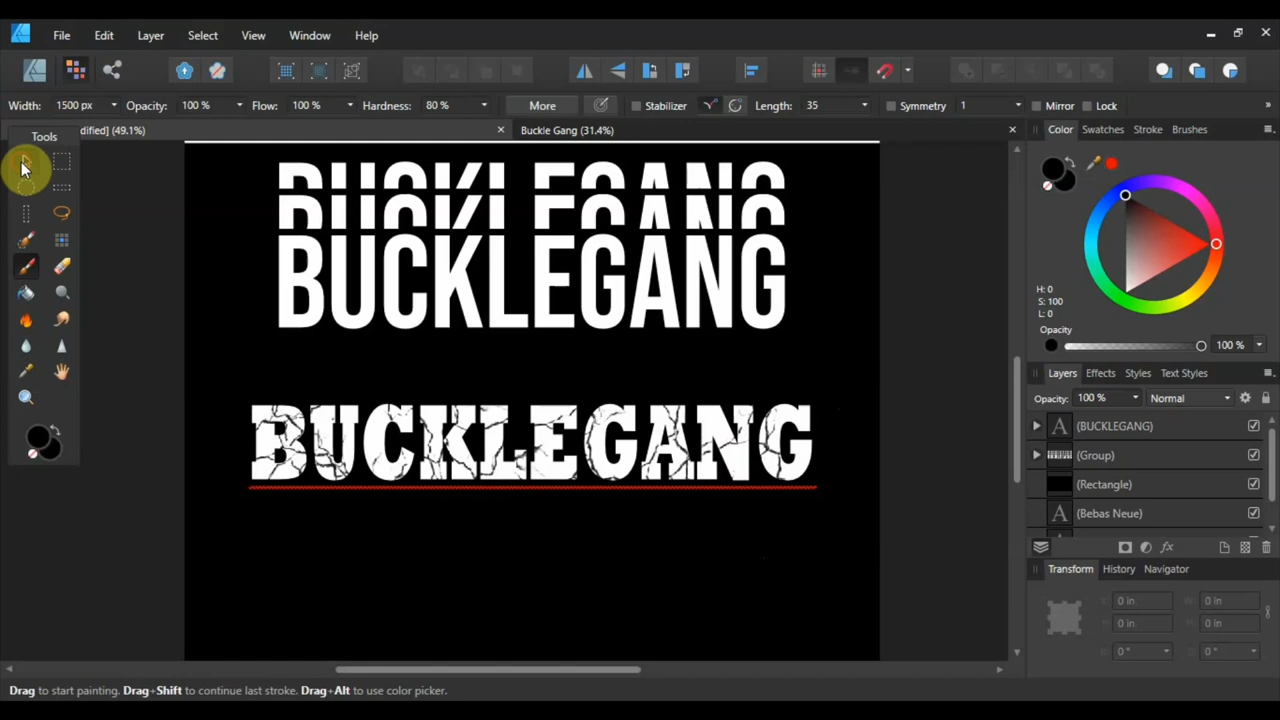 File Edit Layer Select View Window Help
Width: 1500 px Opacity: 100 % Flow: 100 % Hardness: 80 % More Stabilizer Length: 35 Symmetry 1 Mirror Lock »
Tools
dified] (49.1%) Buckle Gang (31.4%)
Color Swatches Stroke Brushes
BUCKLEGANG
BUCKLEGANG
BUCKLEGANG
BUCKLEGANG
H: 0
S: 100
L: 0
Opacity
100 %
Layers Effects Styles Text Styles
Opacity: 100 % Normal
A (BUCKLEGANG)
(Group)
(Rectangle)
A (Bebas Neue)
fx
Transform History Navigator
X: 0 in W: 0 in
Y: 0 in H: 0 in
0 ° 0 °
Drag to start painting. Drag+Shift to continue last stroke. Drag+Alt to use color picker.